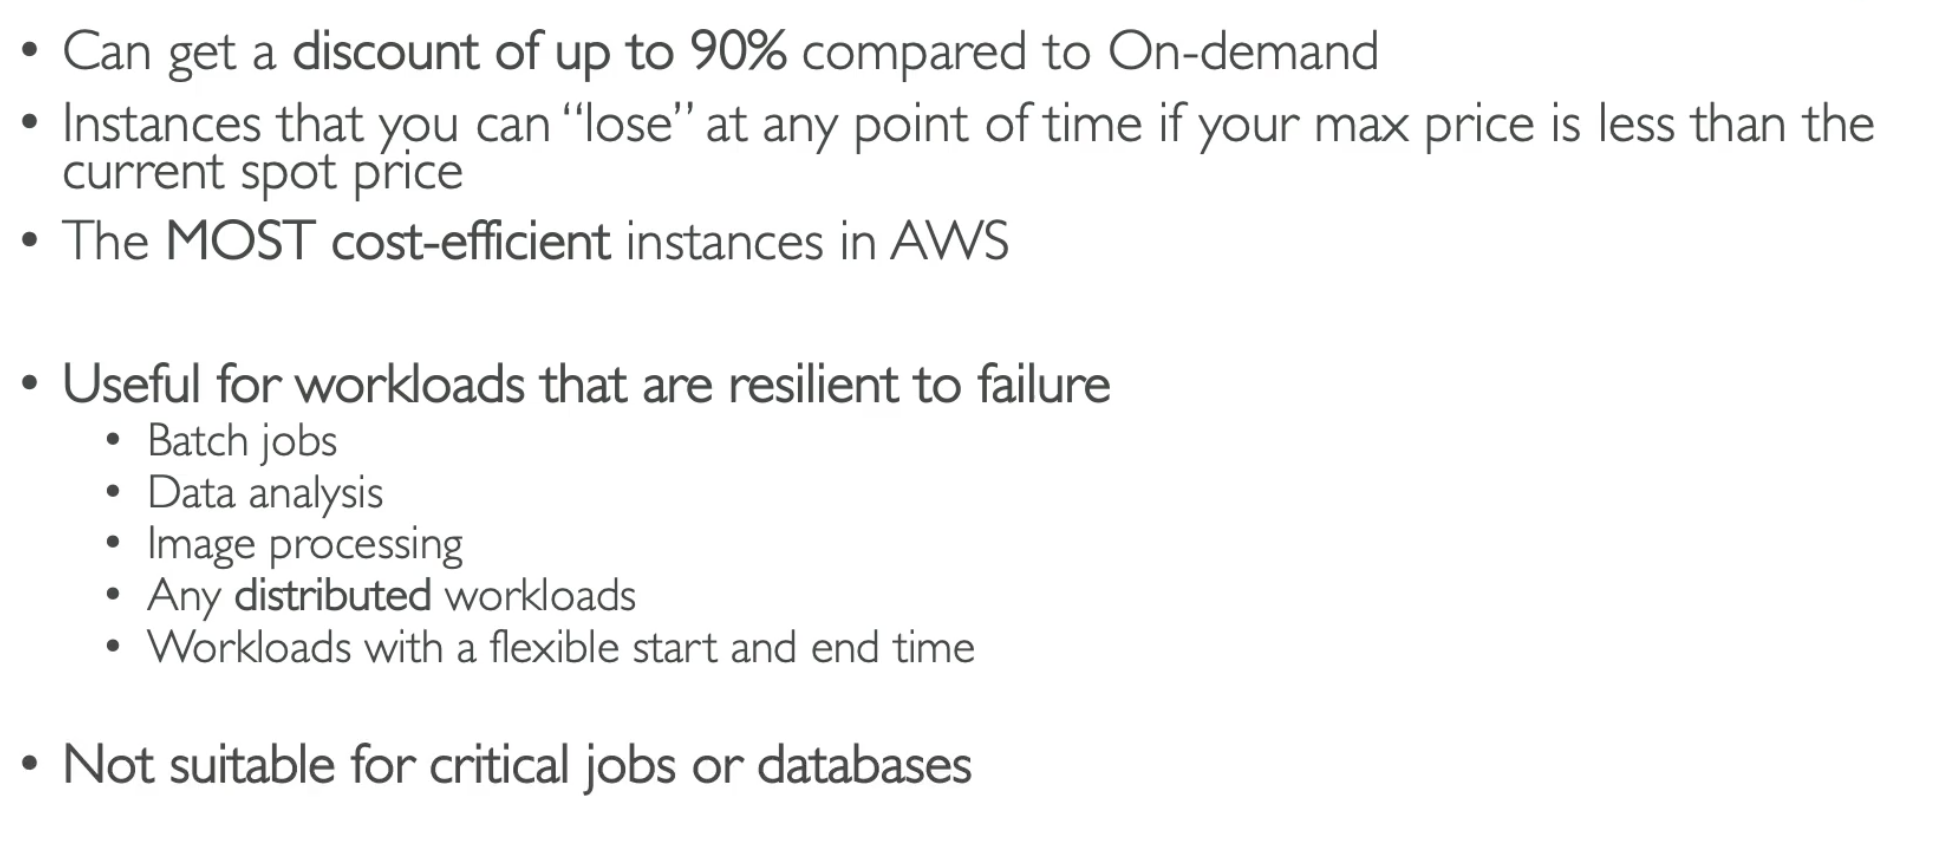 • Can get a discount of up to 90% compared to On-demand
• Instances that you can “lose” at any point of time if your max price is less than the
current spot price
• The MOST cost-efficient instances in AWS
• Useful for workloads that are resilient to failure
• Batch jobs
• Data analysis
• Image processing
• Any distributed workloads
• Workloads with a flexible start and end time
• Not suitable for critical jobs or databases